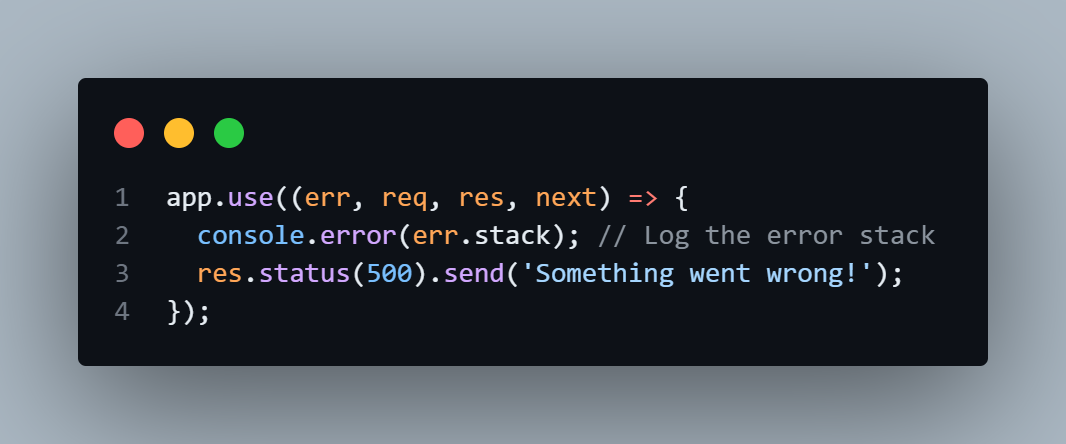 1 app.use((err, req, res, next) => {
2   console.error(err.stack); // Log the error stack
3   res.status(500).send('Something went wrong!');
4 });